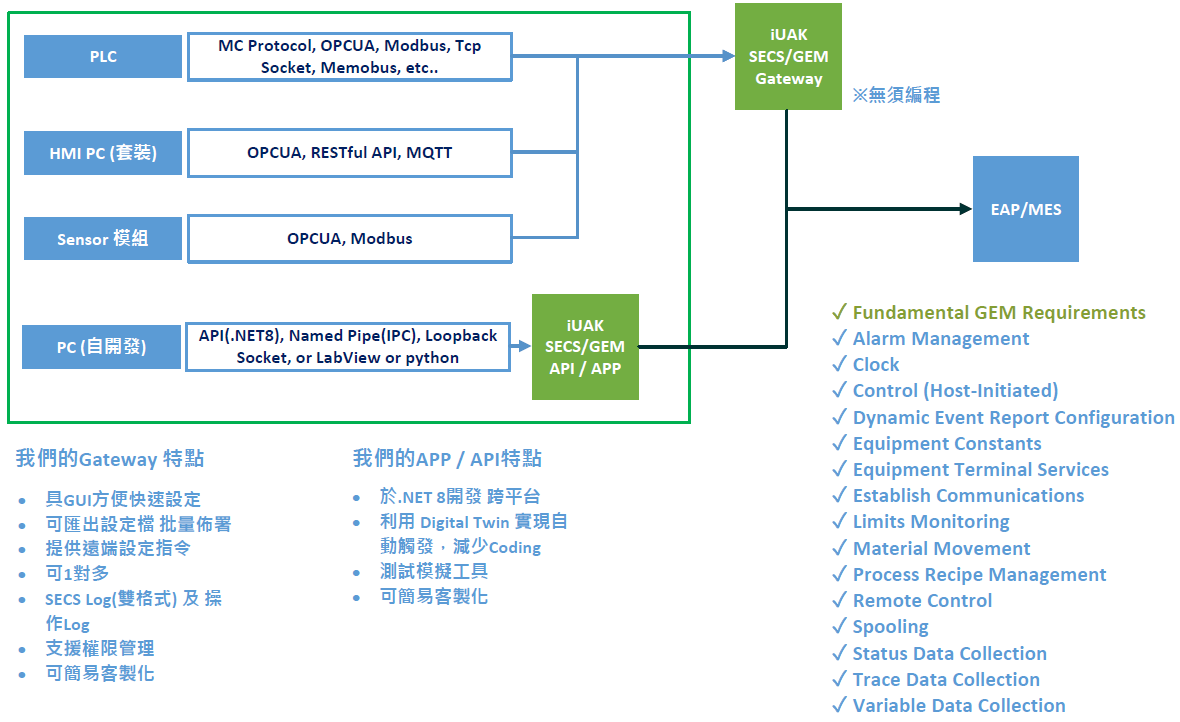 PLC
MC Protocol, OPCUA, Modbus, Tcp
Socket, Memobus, etc..
iUAK
SECS/GEM
Gateway
※無須編程
HMI PC (套裝)
OPCUA, RESTful API, MQTT
EAP/MES
Sensor 模組
OPCUA, Modbus
PC (自開發)
API(.NET8), Named Pipe(IPC), Loopback
Socket, or LabView or python
iUAK
SECS/GEM
API / APP
我們的Gateway 特點
• 具GUI方便快速設定
• 可匯出設定檔 批量佈署
• 提供遠端設定指令
• 可1對多
• SECS Log(雙格式) 及 操
作Log
• 支援權限管理
• 可簡易客製化
我們的APP / API特點
• 於.NET 8開發 跨平台
• 利用 Digital Twin 實現自
動觸發，減少Coding
• 測試模擬工具
• 可簡易客製化
✓ Fundamental GEM Requirements
✓ Alarm Management
✓ Clock
✓ Control (Host-Initiated)
✓ Dynamic Event Report Configuration
✓ Equipment Constants
✓ Equipment Terminal Services
✓ Establish Communications
✓ Limits Monitoring
✓ Material Movement
✓ Process Recipe Management
✓ Remote Control
✓ Spooling
✓ Status Data Collection
✓ Trace Data Collection
✓ Variable Data Collection